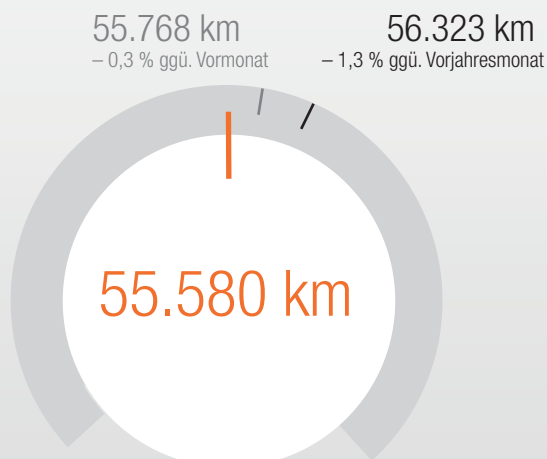 55.768 km
– 0,3 % ggü. Vormonat
56.323 km
– 1,3 % ggü. Vorjahresmonat
55.580 km